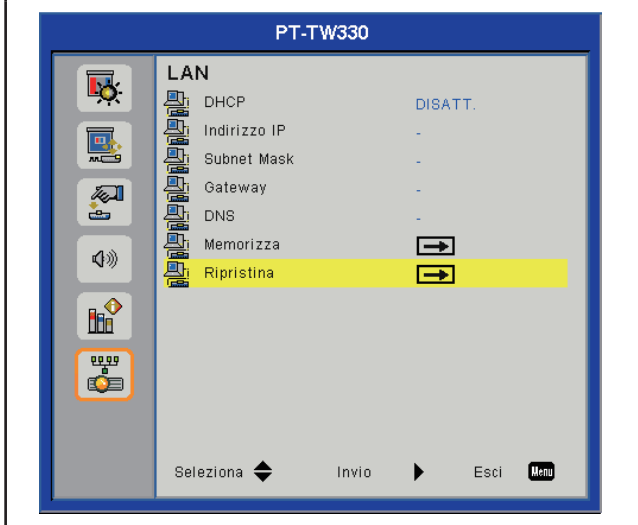 PT-TW330
LAN
DHCP DISATT.
Indirizzo IP -
Subnet Mask -
Gateway -
DNS -
Memorizza
Ripristina
Seleziona Invio Esci Menu